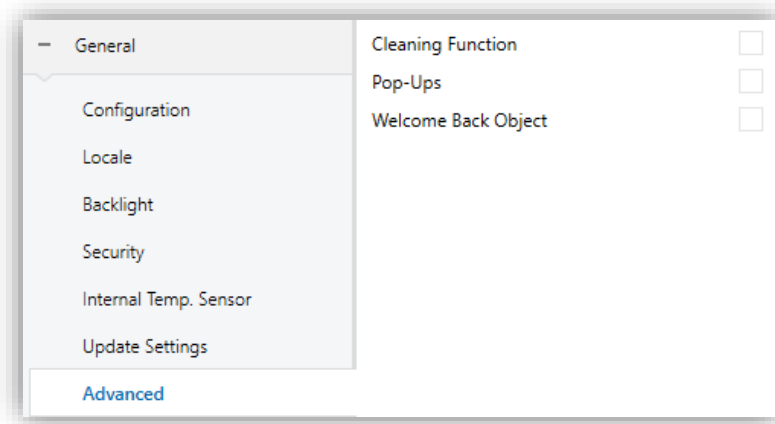 General
Configuration
Locale
Backlight
Security
Internal Temp. Sensor
Update Settings
Advanced
Cleaning Function
Pop-Ups
Welcome Back Object